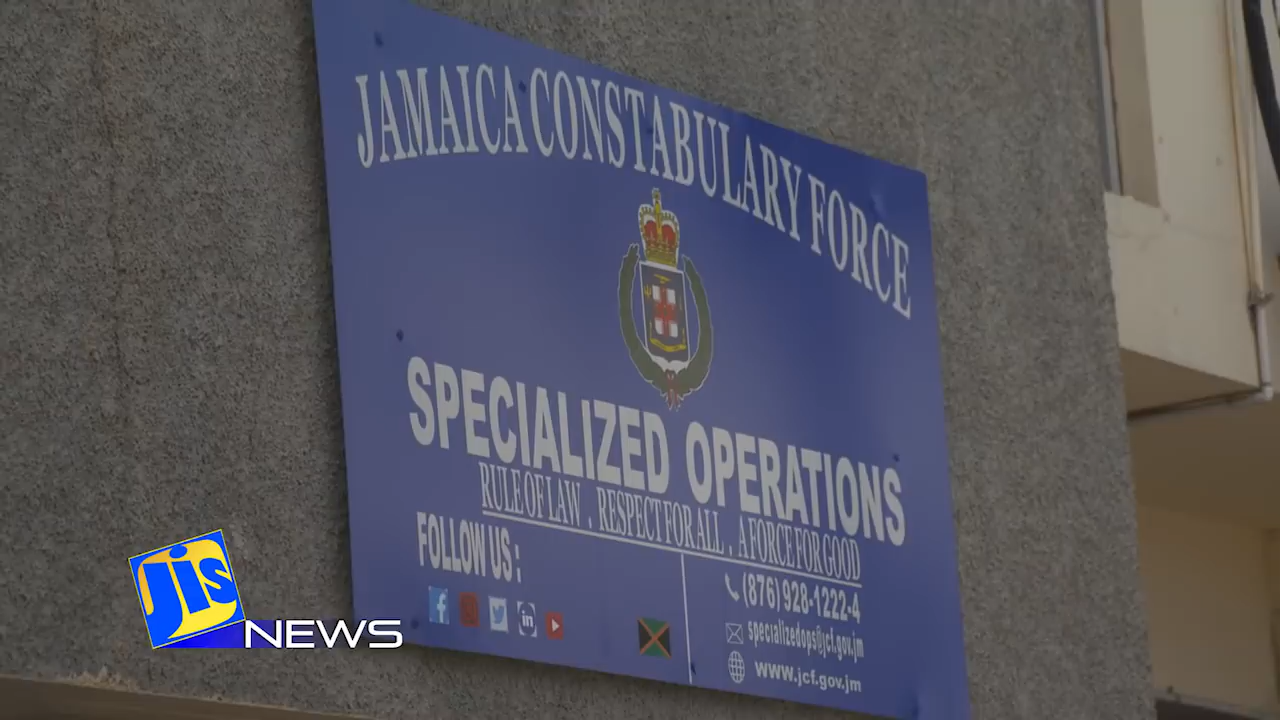 JAMAICA CONSTABULARY FORCE
SPECIALIZED OPERATIONS
RULE OF LAW , RESPECT FOR ALL , A FORCE FOR GOOD
FOLLOW US :
(876) 928-1222-4
specializedops@jcf.gov.jm
www.jcf.gov.jm
jis NEWS